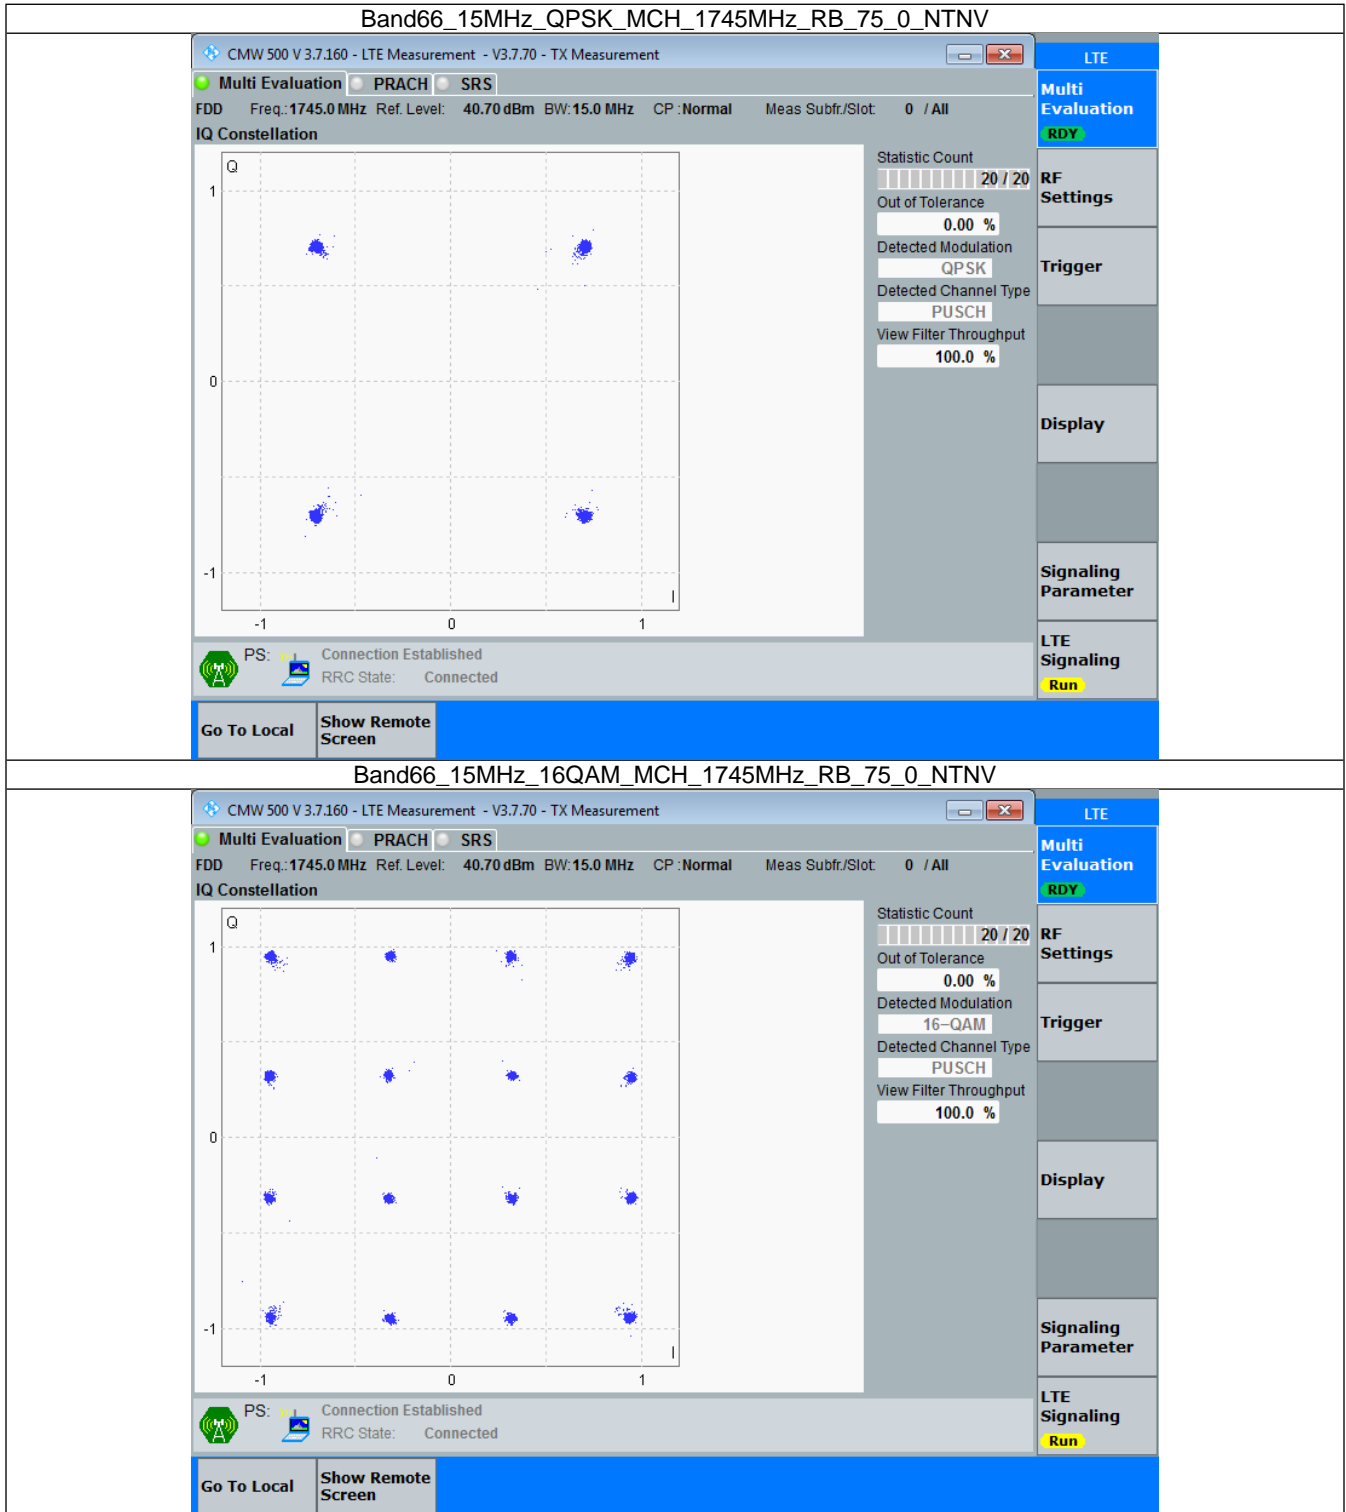 Band66_15MHz_QPSK_MCH_1745MHz_RB_75_0_NTNV
CMW 500 V 3.7.160 - LTE Measurement - V3.7.70 - TX Measurement
LTE
Multi Evaluation PRACH SRS
FDD Freq.: 1745.0 MHz Ref. Level: 40.70 dBm BW: 15.0 MHz CP : Normal Meas Subfr./Slot: 0 / All
IQ Constellation
Multi
Evaluation
RDY
Q
1
0
-1
-1 0 1
I
Statistic Count
20 / 20
Out of Tolerance
0.00 %
Detected Modulation
QPSK
Detected Channel Type
PUSCH
View Filter Throughput
100.0 %
RF
Settings
Trigger
Display
Signaling
Parameter
LTE
Signaling
Run
PS: Connection Established
RRC State: Connected
Go To Local
Show Remote
Screen
Band66_15MHz_16QAM_MCH_1745MHz_RB_75_0_NTNV
CMW 500 V 3.7.160 - LTE Measurement - V3.7.70 - TX Measurement
LTE
Multi Evaluation PRACH SRS
FDD Freq.: 1745.0 MHz Ref. Level: 40.70 dBm BW: 15.0 MHz CP : Normal Meas Subfr./Slot: 0 / All
IQ Constellation
Multi
Evaluation
RDY
Q
1
0
-1
-1 0 1
I
Statistic Count
20 / 20
Out of Tolerance
0.00 %
Detected Modulation
16-QAM
Detected Channel Type
PUSCH
View Filter Throughput
100.0 %
RF
Settings
Trigger
Display
Signaling
Parameter
LTE
Signaling
Run
PS: Connection Established
RRC State: Connected
Go To Local
Show Remote
Screen